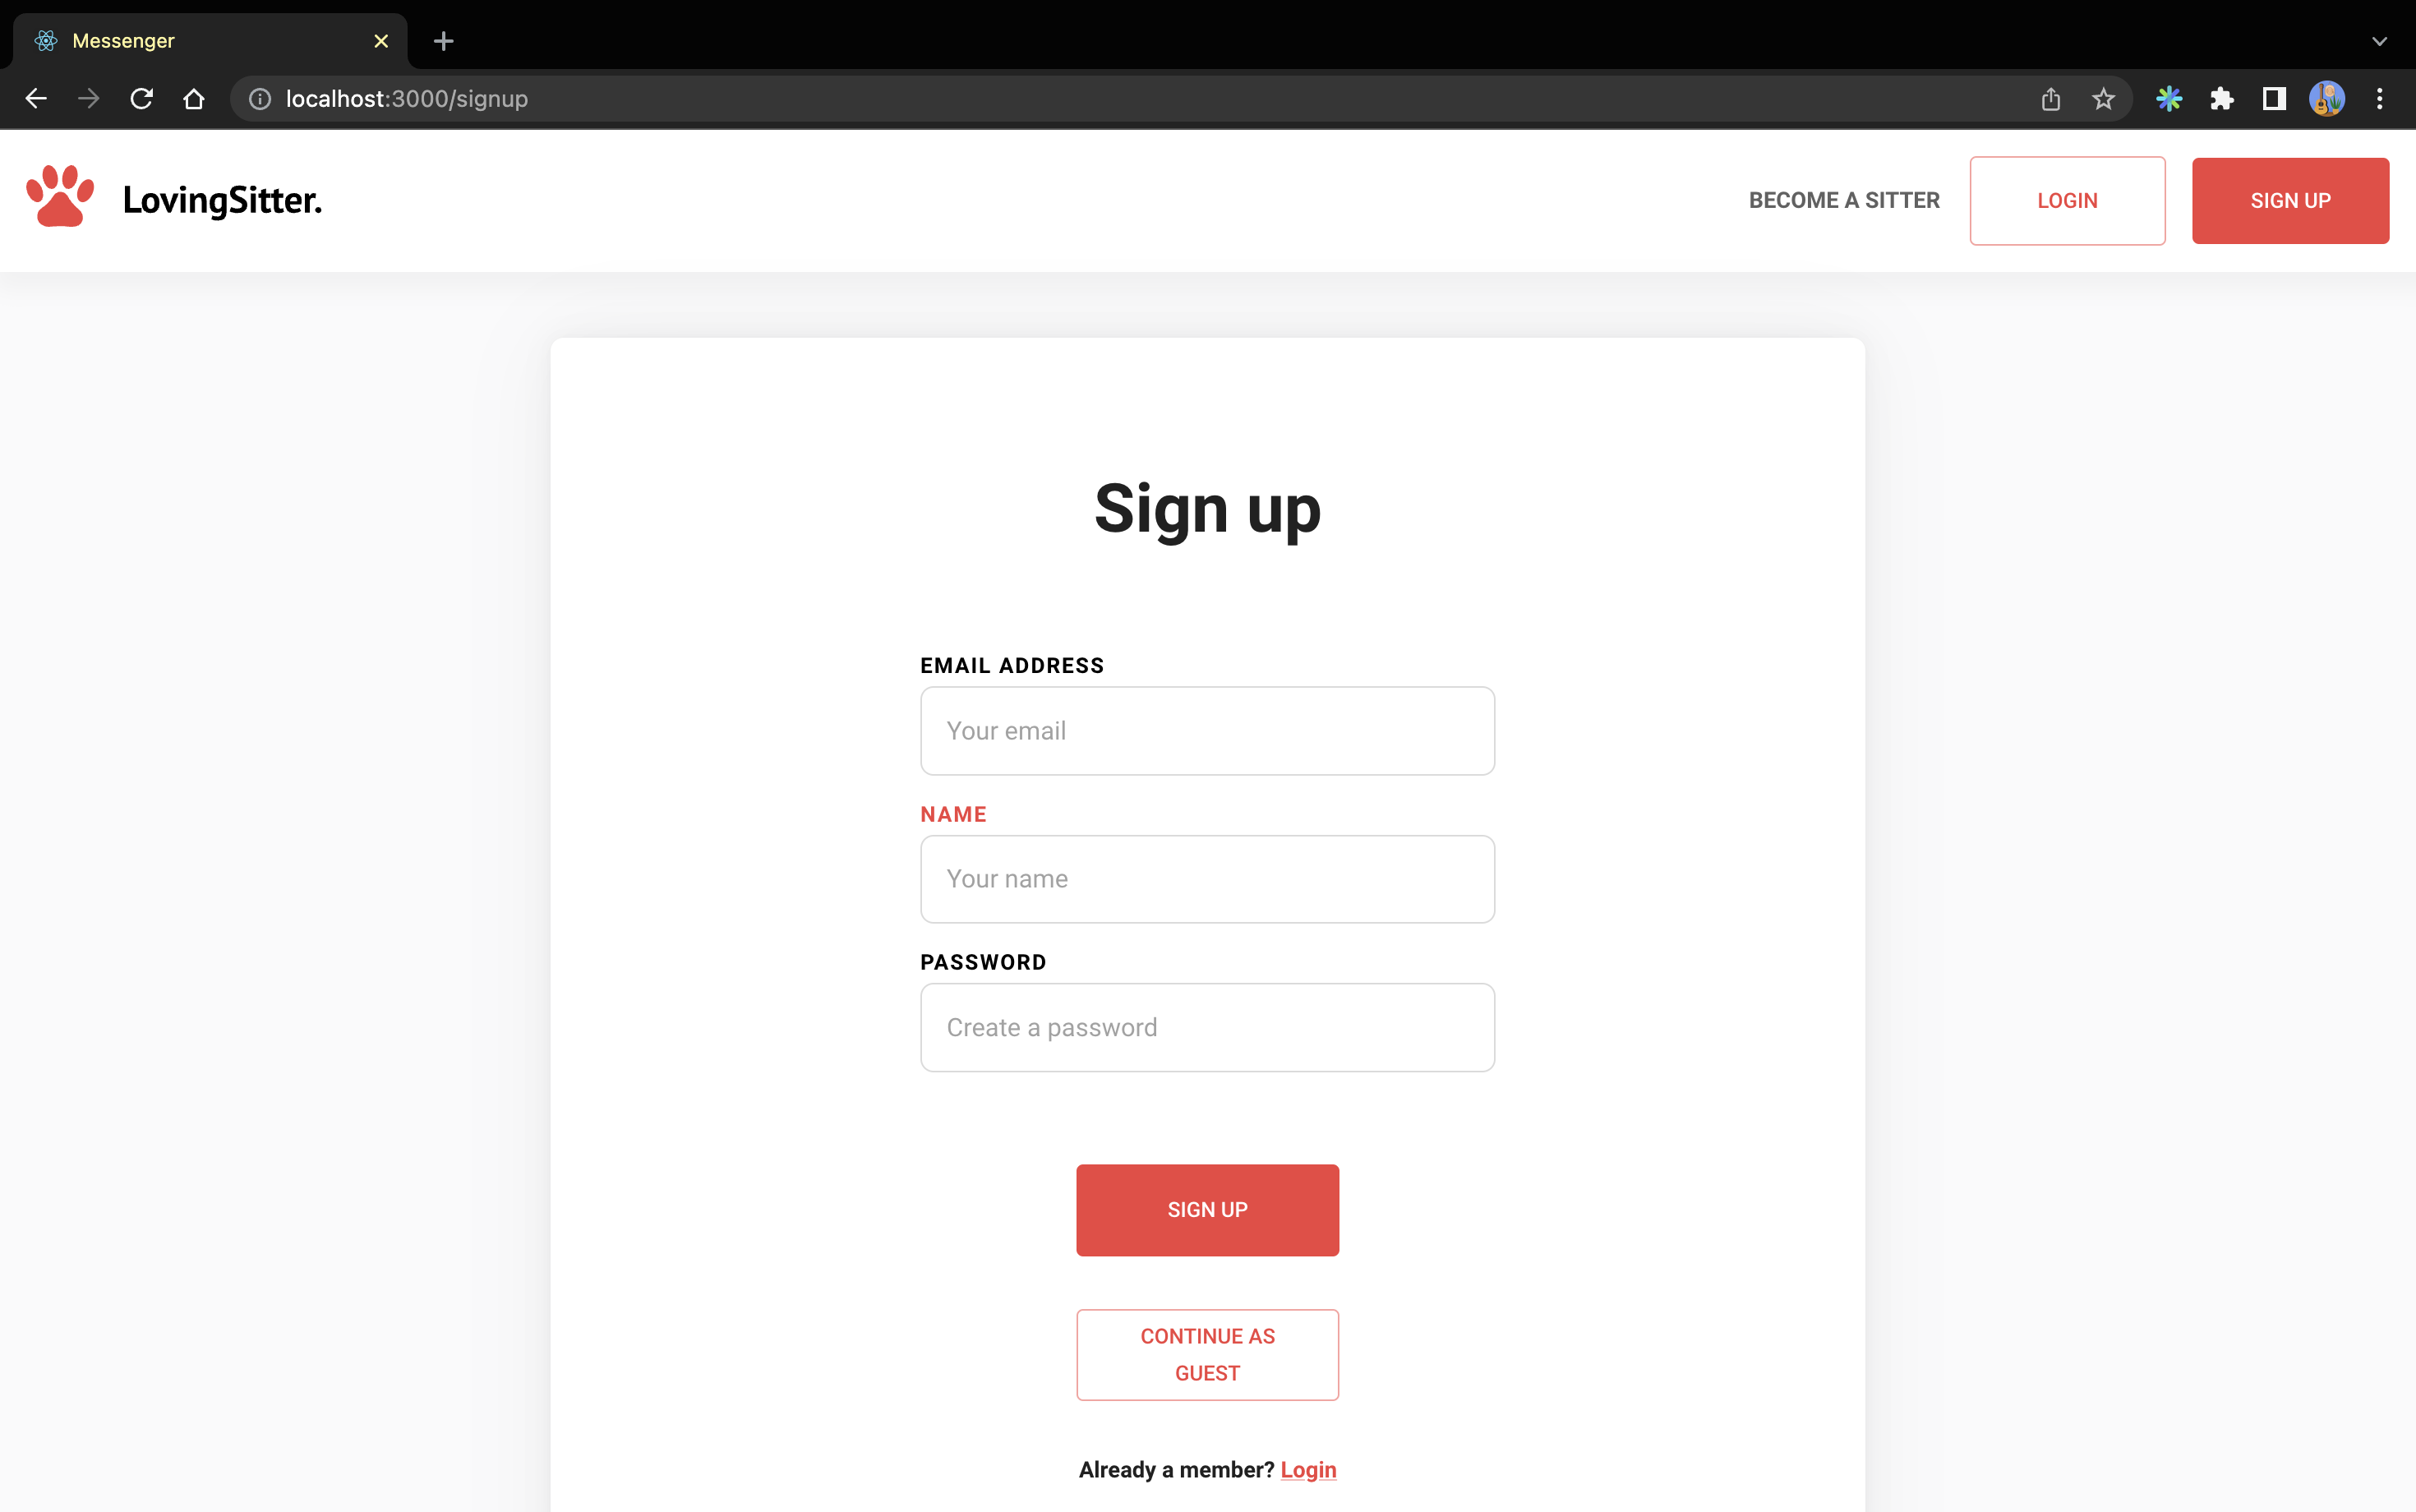 Messenger
localhost:3000/signup
LovingSitter.
BECOME A SITTER
LOGIN
SIGN UP
Sign up
EMAIL ADDRESS
Your email
NAME
Your name
PASSWORD
Create a password
SIGN UP
CONTINUE AS
GUEST
Already a member? Login